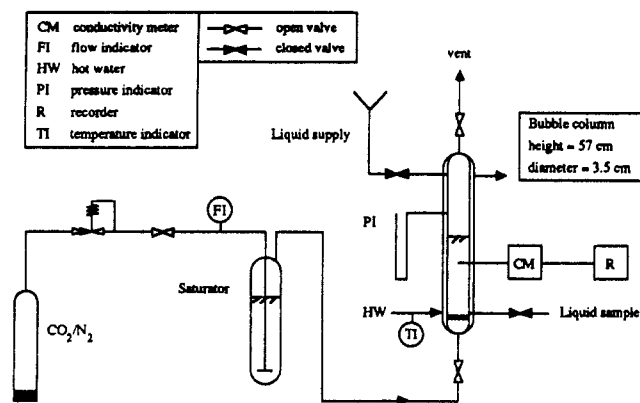 CM conductivity meter
FI flow indicator
HW hot water
PI pressure indicator
R recorder
TI temperature indicator
open valve
closed valve
vent
Liquid supply
Bubble column
height = 57 cm
diameter = 3.5 cm
FI
PI
CM
R
Saturator
HW
TI
Liquid sample
CO₂/N₂